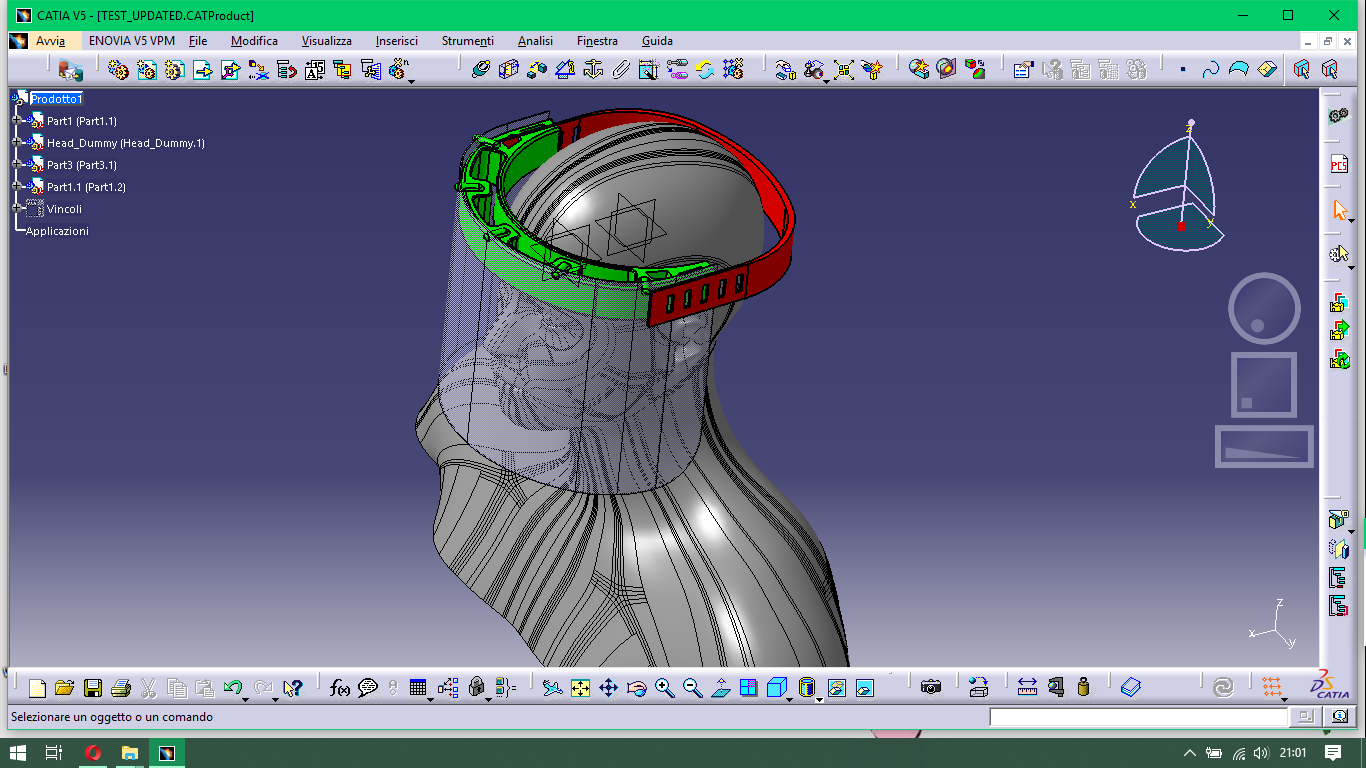 CATIA V5 - [TEST_UPDATED.CATProduct]
Avvia ENOVIA V5 VPM File Modifica Visualizza Inserisci Strumenti Analisi Finestra Guida
Prodotto1
Part1 (Part1.1)
Head_Dummy (Head_Dummy.1)
Part3 (Part3.1)
Part1.1 (Part1.2)
Vincoli
Applicazioni
z
x
y
PCS
z
x
y
f(x)
CATIA
Selezionare un oggetto o un comando
21:01